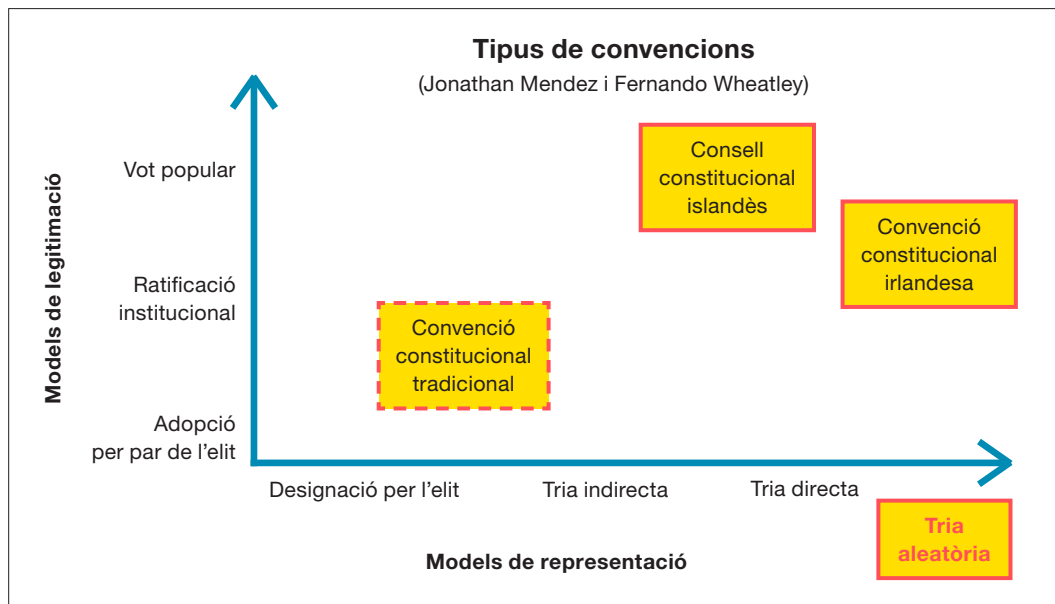 Tipus de convencions
(Jonathan Mendez i Fernando Wheatley)
Models de legitimació
Vot popular
Ratificació
institucional
Adopció
per par de l’elit
Consell
constitucional
islandès
Convenció
constitucional
irlandesa
Convenció
constitucional
tradicional
Designació per l’elit
Tria indirecta
Tria directa
Tria
aleatòria
Models de representació